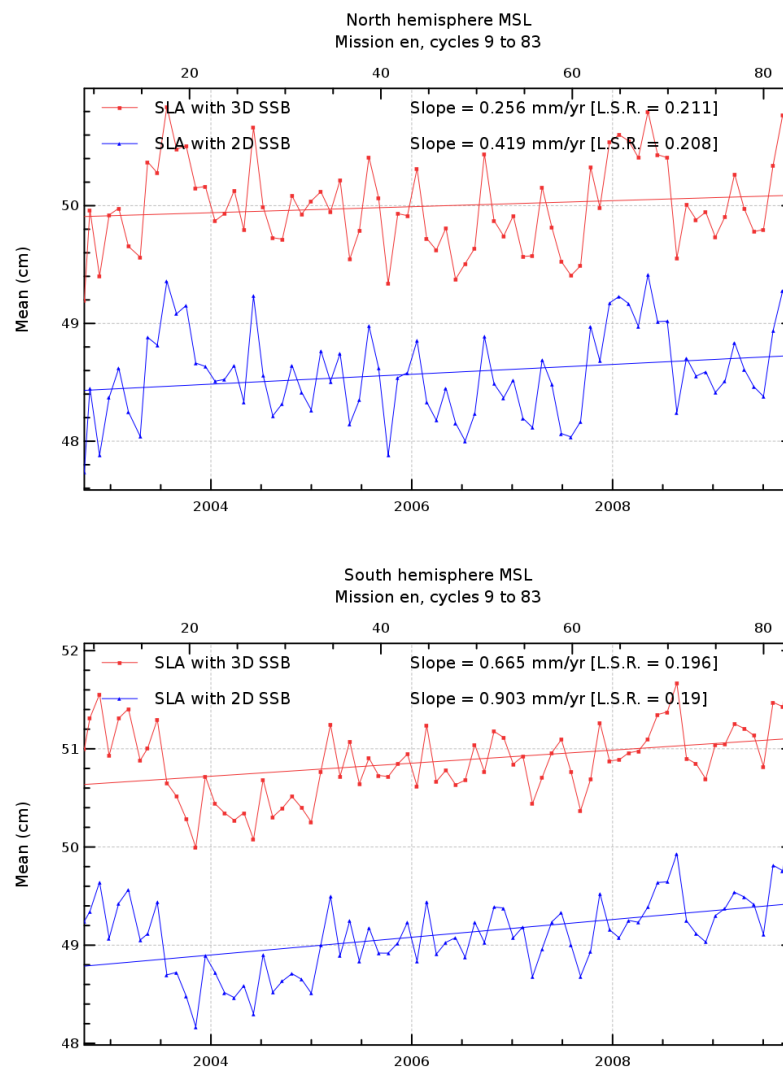 North hemisphere MSL
Mission en, cycles 9 to 83
20 40 60 80
SLA with 3D SSB Slope = 0.256 mm/yr [L.S.R. = 0.211]
SLA with 2D SSB Slope = 0.419 mm/yr [L.S.R. = 0.208]
50
49
48
Mean (cm)
2004 2006 2008
South hemisphere MSL
Mission en, cycles 9 to 83
20 40 60 80
52
SLA with 3D SSB Slope = 0.665 mm/yr [L.S.R. = 0.196]
SLA with 2D SSB Slope = 0.903 mm/yr [L.S.R. = 0.19]
51
50
49
48
Mean (cm)
2004 2006 2008